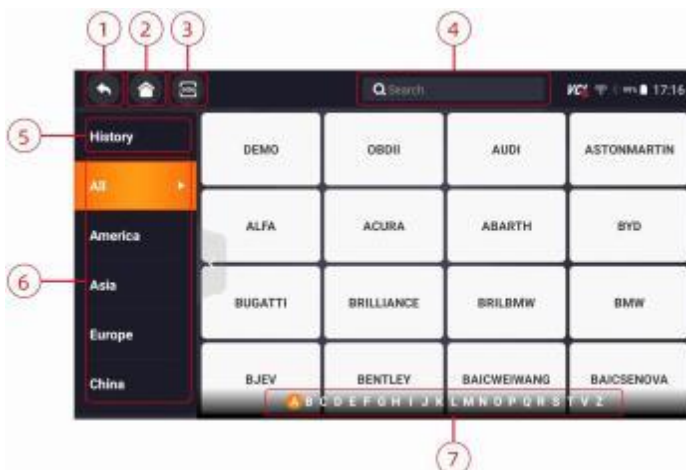 1 2 3 4
Search VCI 17:16
5 History
DEMO OBDII AUDI ASTONMARTIN
All
ALFA ACURA ABARTH BYD
America
6 Asia
BUGATTI BRILLIANCE BRILBMW BMW
Europe
China
BJEV BENTLEY BAICWEIWANG BAICSENOVA
A B C D E F G H I J K L M N O P Q R S T V Z
7